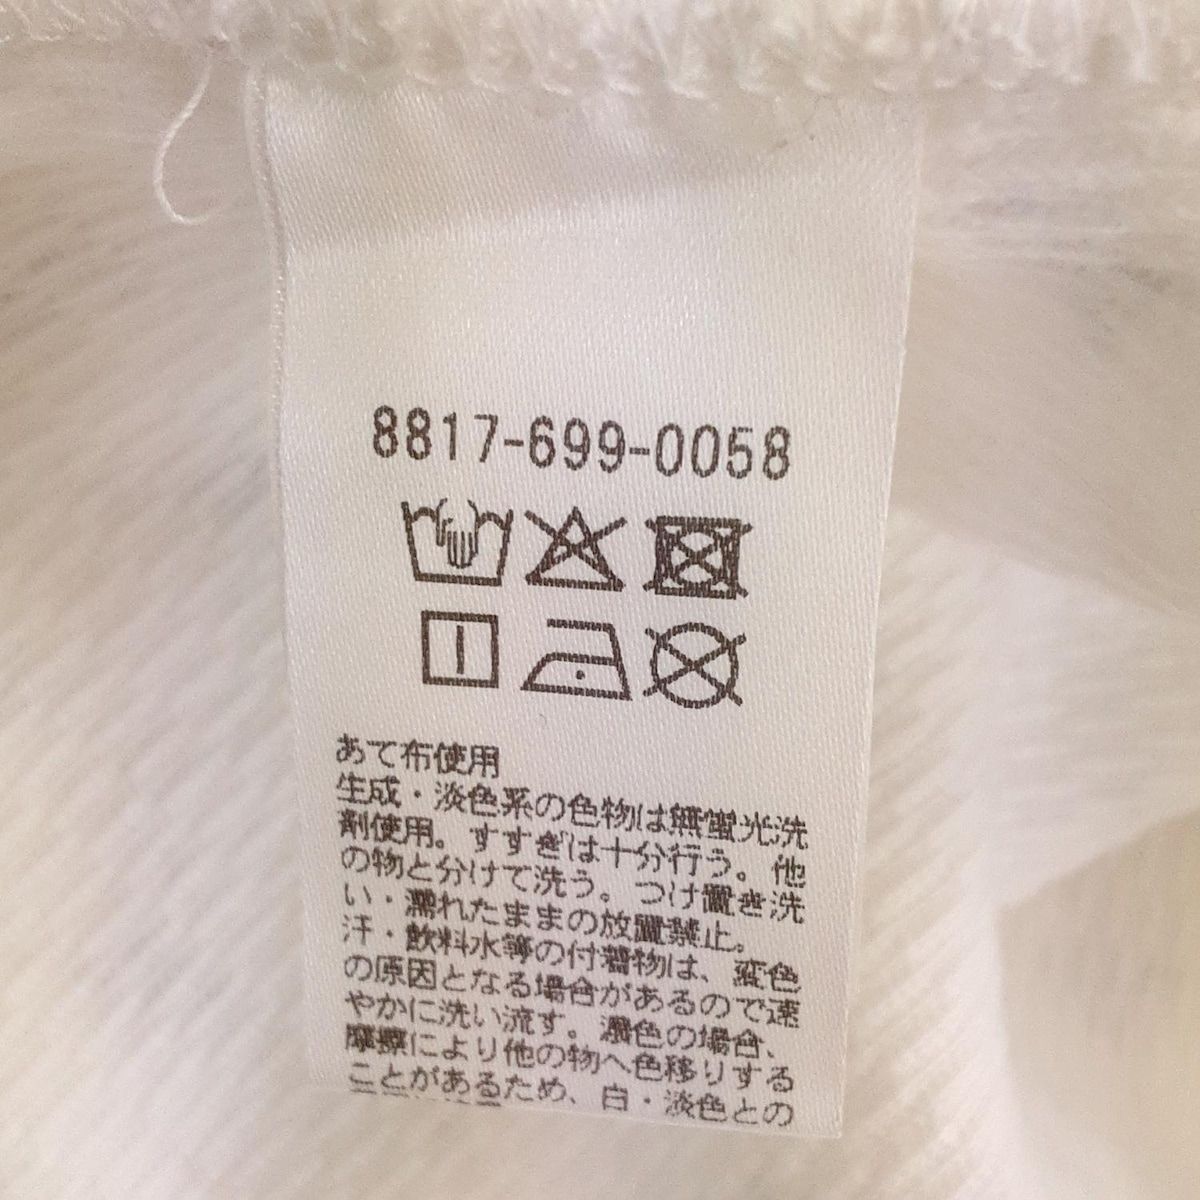 8817-699-0058
あて布使用
生成・淡色系の色物は無蛍光洗
剤使用。すすぎは十分行う。他
の物と分けて洗う。つけ置き洗
い・濡れたままの放置禁止。
汗・飲料水等の付着物は、変色
の原因となる場合があるので速
やかに洗い流す。濃色の場合、
摩擦により他の物へ色移りする
ことがあるため、白・淡色との